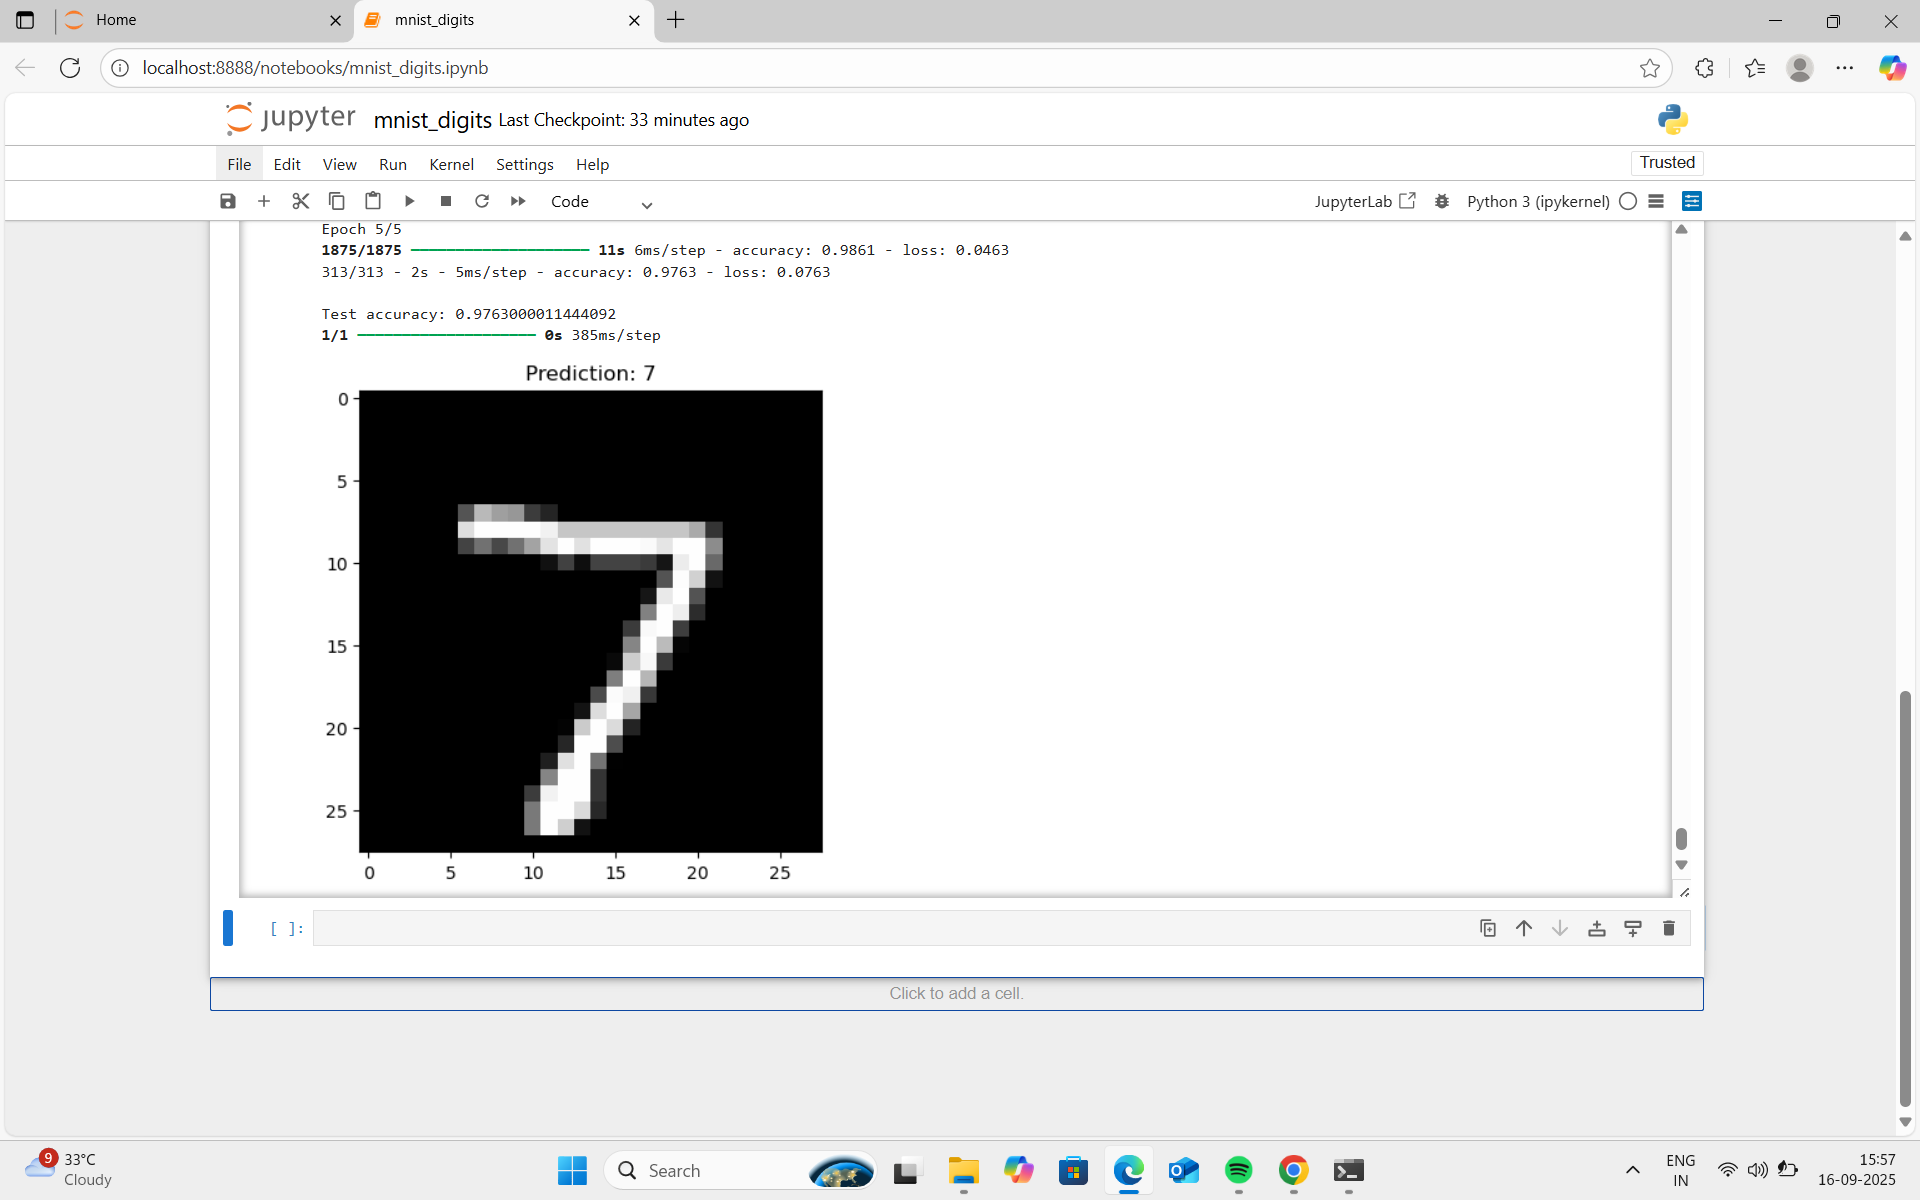 Home
mnist_digits
localhost:8888/notebooks/mnist_digits.ipynb
jupyter mnist_digits Last Checkpoint: 33 minutes ago
File Edit View Run Kernel Settings Help
Trusted
Code
JupyterLab
Python 3 (ipykernel)
Epoch 5/5
1875/1875 11s 6ms/step - accuracy: 0.9861 - loss: 0.0463
313/313 - 2s - 5ms/step - accuracy: 0.9763 - loss: 0.0763
Test accuracy: 0.9763000011444092
1/1 0s 385ms/step
Prediction: 7
0
5
10
15
20
25
7
0 5 10 15 20 25
[ ]:
Click to add a cell.
9
33°C
Cloudy
Search
ENG
IN
15:57
16-09-2025